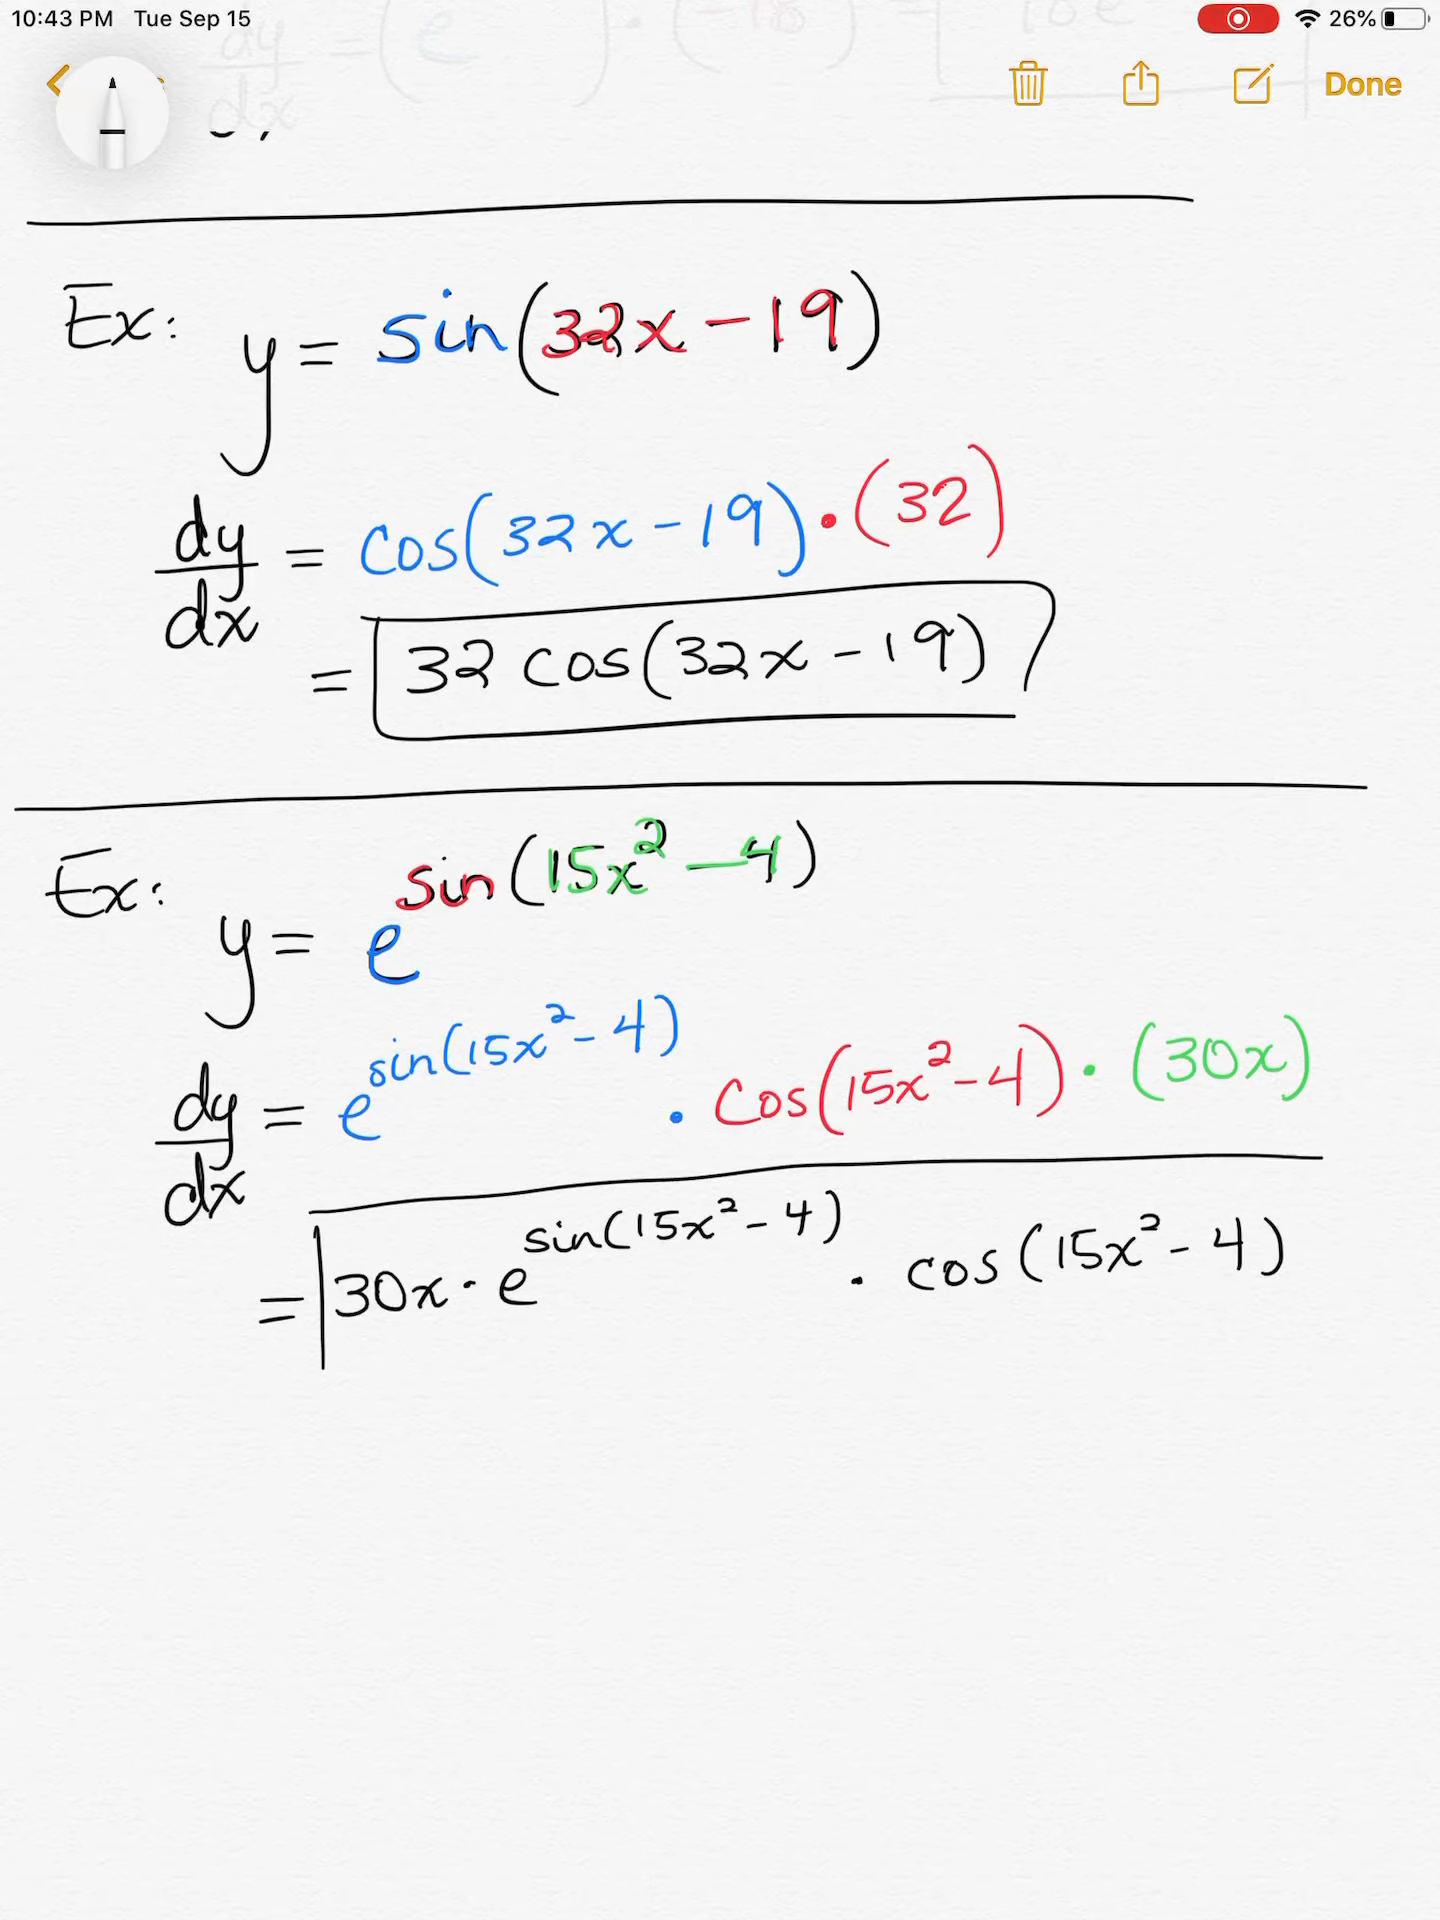 10:43 PM Tue Sep 15 26%
Done
Ex: y = sin(32x - 19)
dy/dx = cos(32x - 19) · (32)
= 32 cos(32x - 19)
Ex: y = e^sin(15x² - 4)
dy/dx = e^sin(15x² - 4) · cos(15x² - 4) · (30x)
= 30x · e^sin(15x² - 4) · cos(15x² - 4)